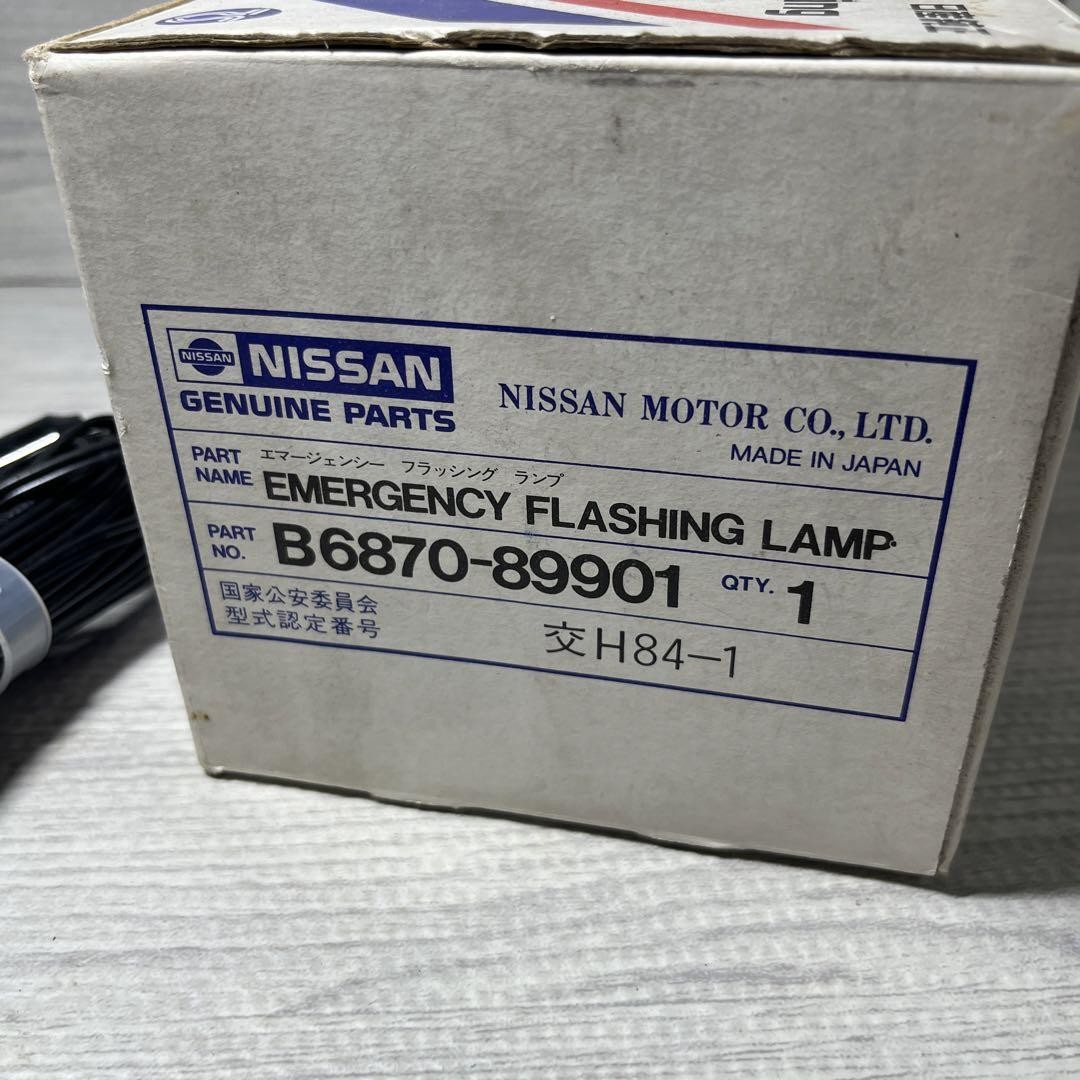 NISSAN
NISSAN
GENUINE PARTS
NISSAN MOTOR CO., LTD.
MADE IN JAPAN
PART NAME
エマージェンシー フラッシング ランプ
EMERGENCY FLASHING LAMP.
PART NO.
B6870-89901
QTY. 1
国家公安委員会
型式認定番号
交H84-1